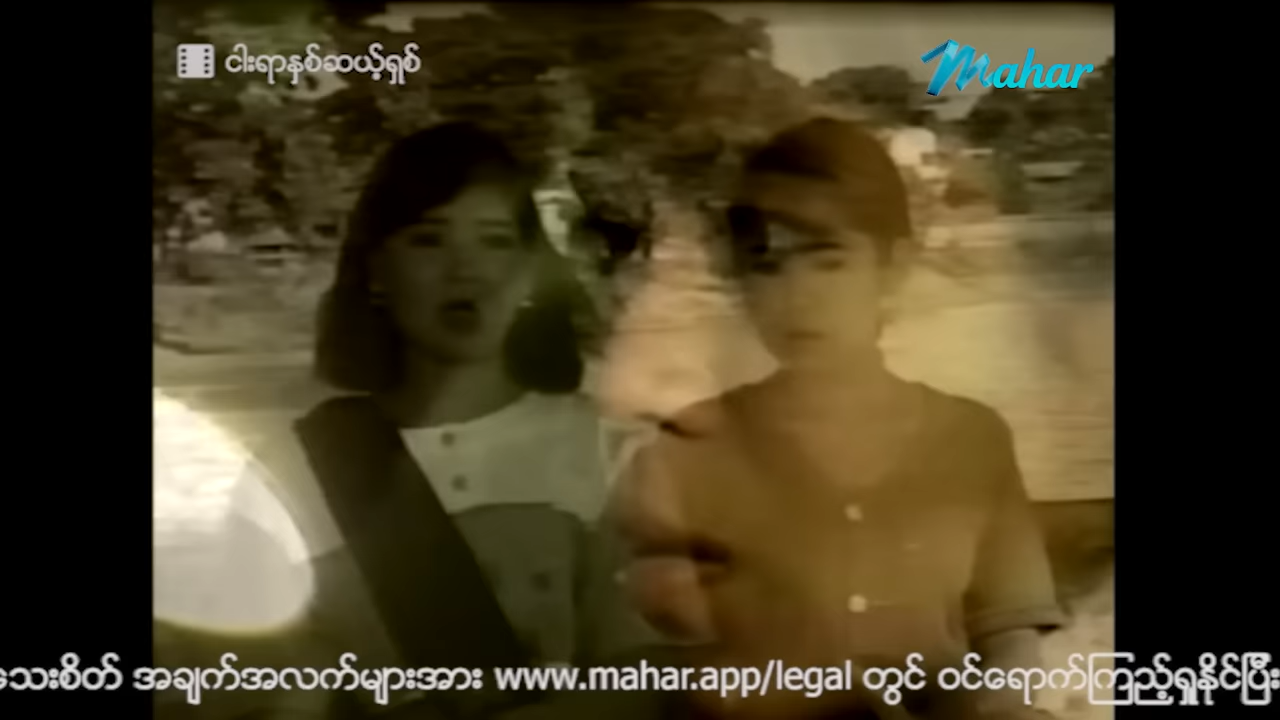 ငါးရာနှစ်ဆယ့်ရှစ်
Mahar
သေးစိတ် အချက်အလက်များအား www.mahar.app/legal တွင် ဝင်ရောက်ကြည့်ရှုနိုင်ပြီး